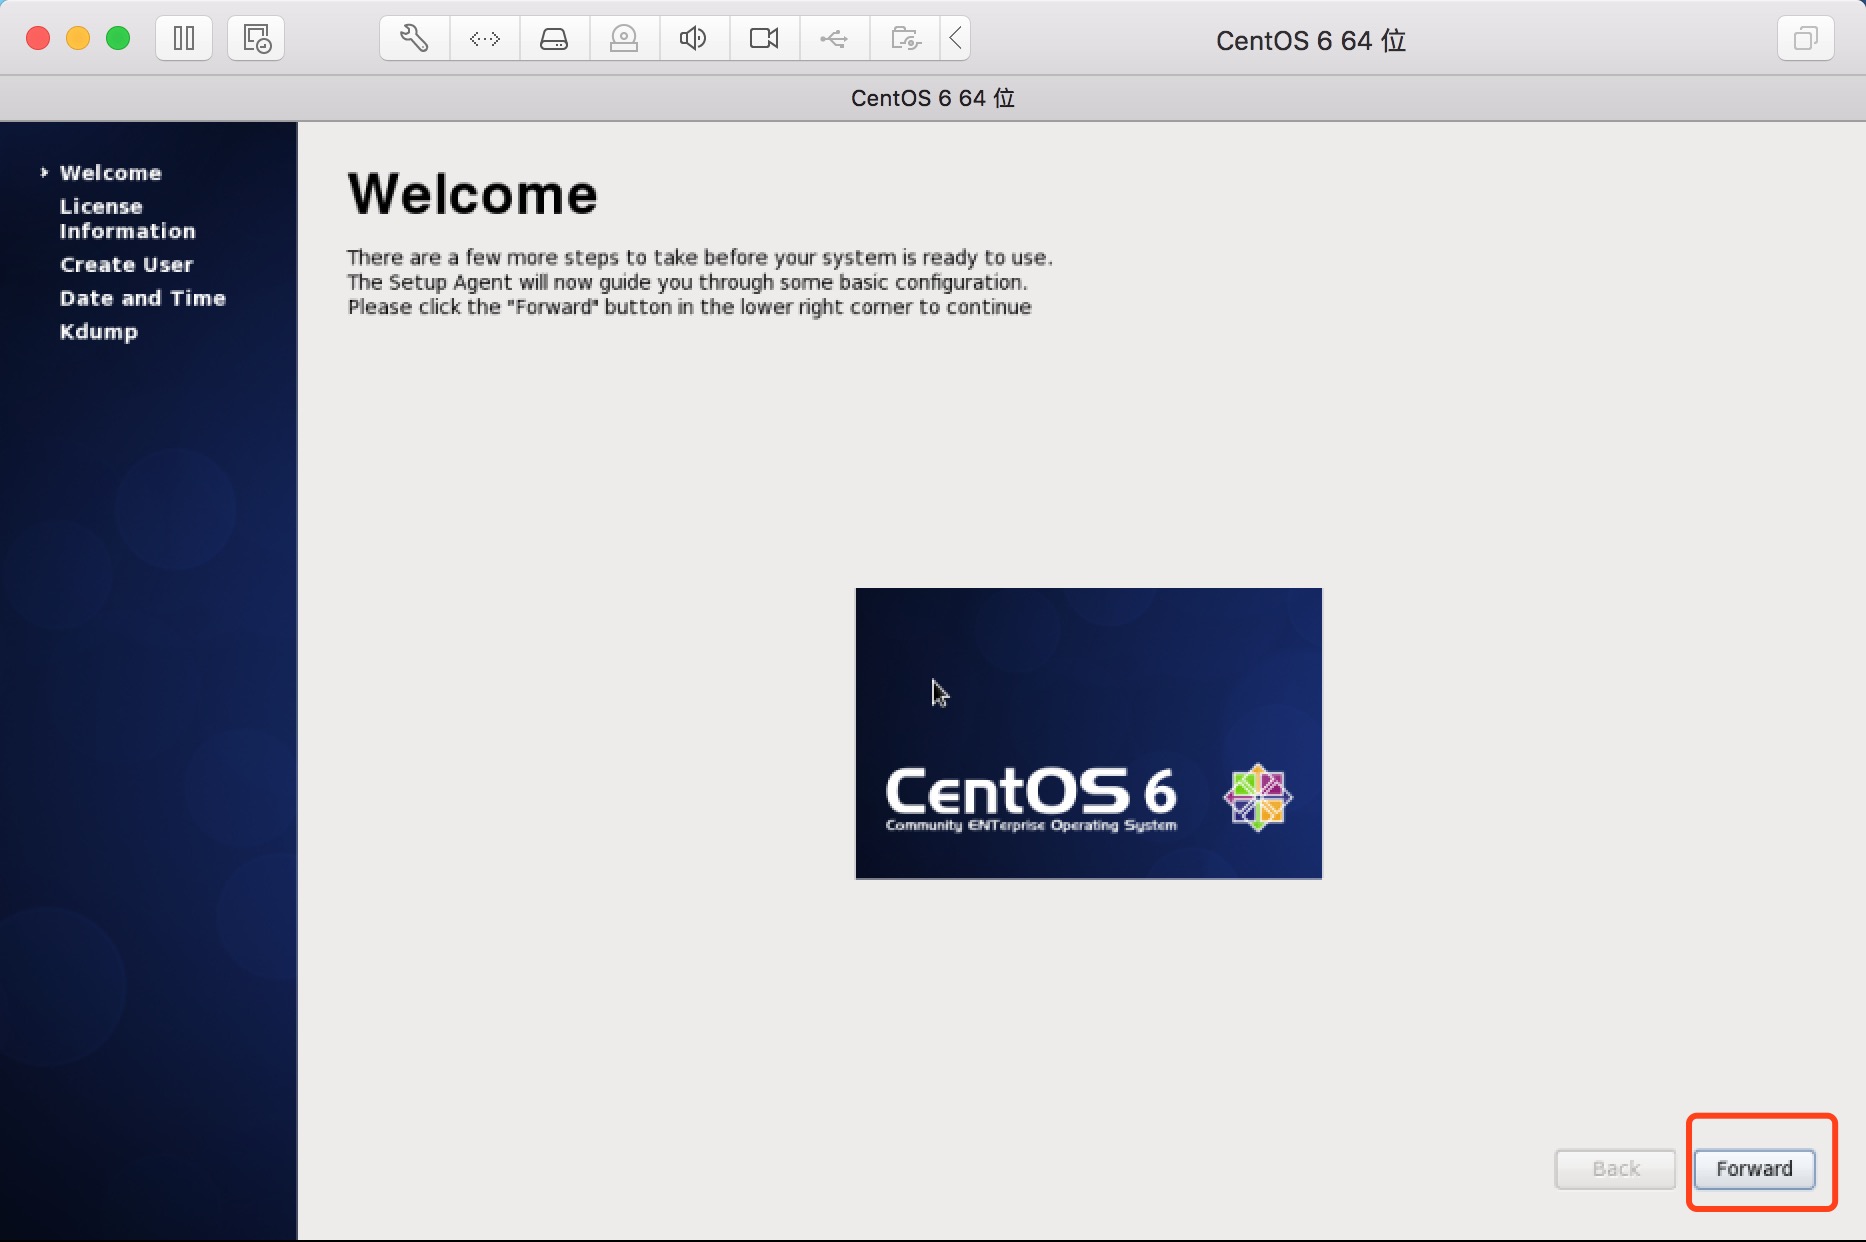 CentOS 6 64 位
CentOS 6 64 位
Welcome
License
Information
Create User
Date and Time
Kdump
Welcome
There are a few more steps to take before your system is ready to use.
The Setup Agent will now guide you through some basic configuration.
Please click the "Forward" button in the lower right corner to continue
CentOS 6
Community ENTerprise Operating System
Back
Forward